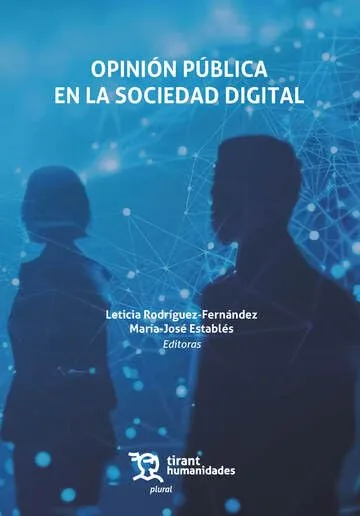 OPINIÓN PÚBLICA
EN LA SOCIEDAD DIGITAL
Leticia Rodríguez-Fernández
María-José Establés
Editoras
tirant
humanidades
plural